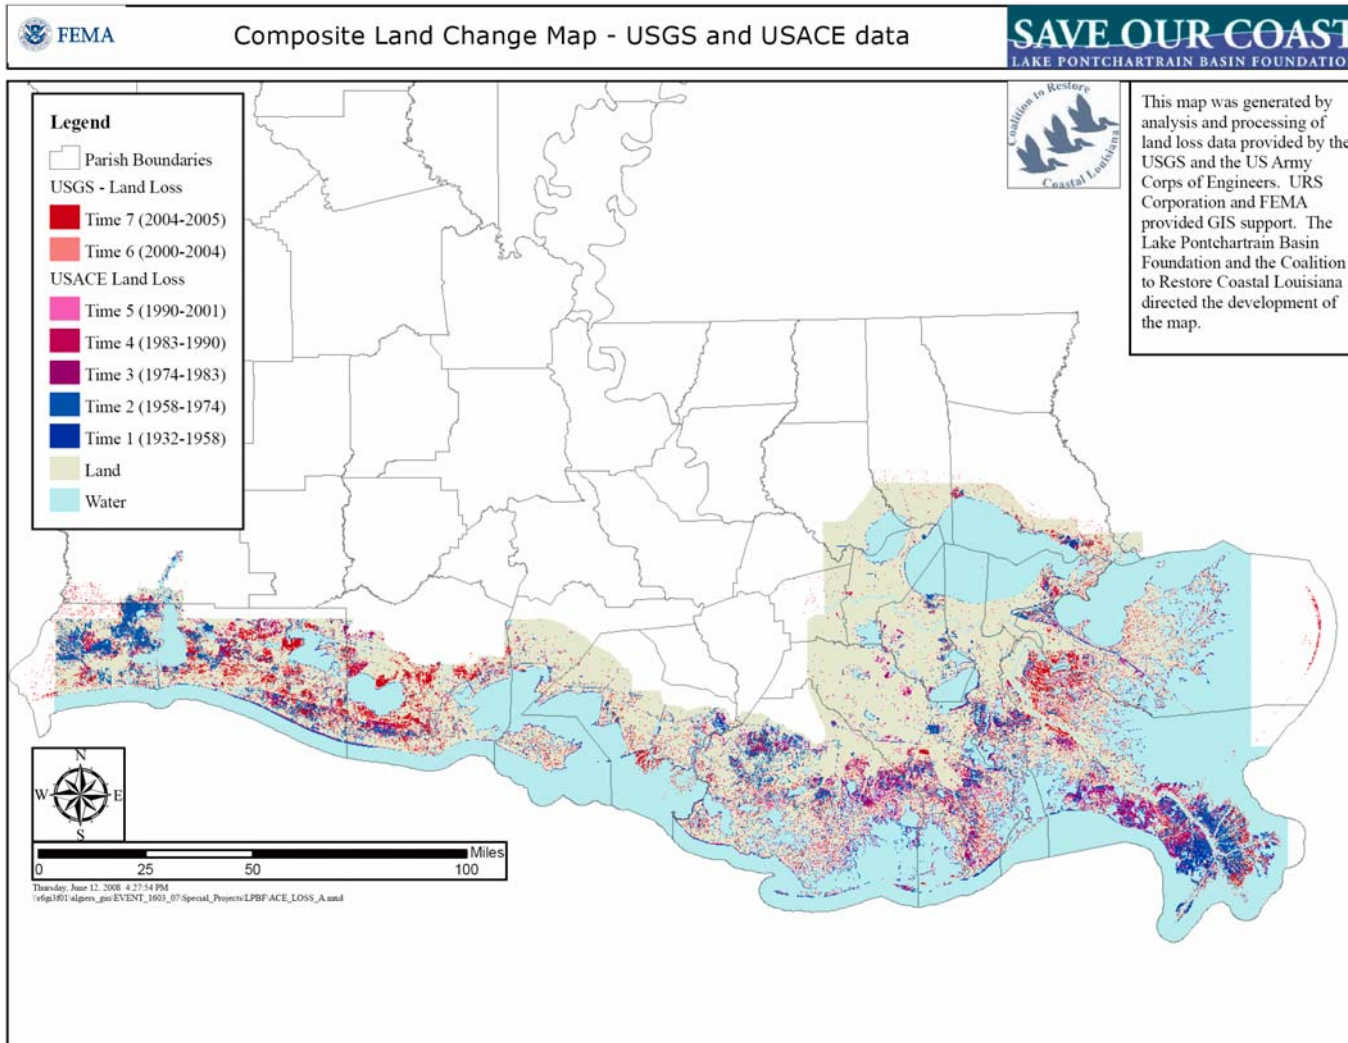 FEMA
Composite Land Change Map - USGS and USACE data
SAVE OUR COAST
LAKE PONTCHARTRAIN BASIN FOUNDATION
Legend
Parish Boundaries
USGS - Land Loss
Time 7 (2004-2005)
Time 6 (2000-2004)
USACE Land Loss
Time 5 (1990-2001)
Time 4 (1983-1990)
Time 3 (1974-1983)
Time 2 (1958-1974)
Time 1 (1932-1958)
Land
Water
Coalition to Restore
Coastal Louisiana
This map was generated by
analysis and processing of
land loss data provided by the
USGS and the US Army
Corps of Engineers. URS
Corporation and FEMA
provided GIS support. The
Lake Pontchartrain Basin
Foundation and the Coalition
to Restore Coastal Louisiana
directed the development of
the map.
N
W E
S
Miles
0 25 50 100
Thursday, June 12, 2008 4:27:54 PM